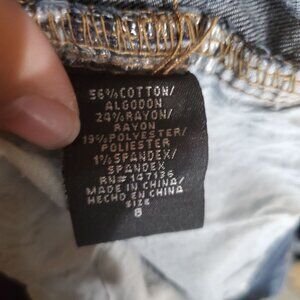 56%COTTON/
ALGODON
24%RAYON/
RAYON
19%POLYESTER/
POLIESTER
1%SPANDEX/
SPANDEX
RN# 147136
MADE IN CHINA/
HECHO EN CHINA
SIZE
6